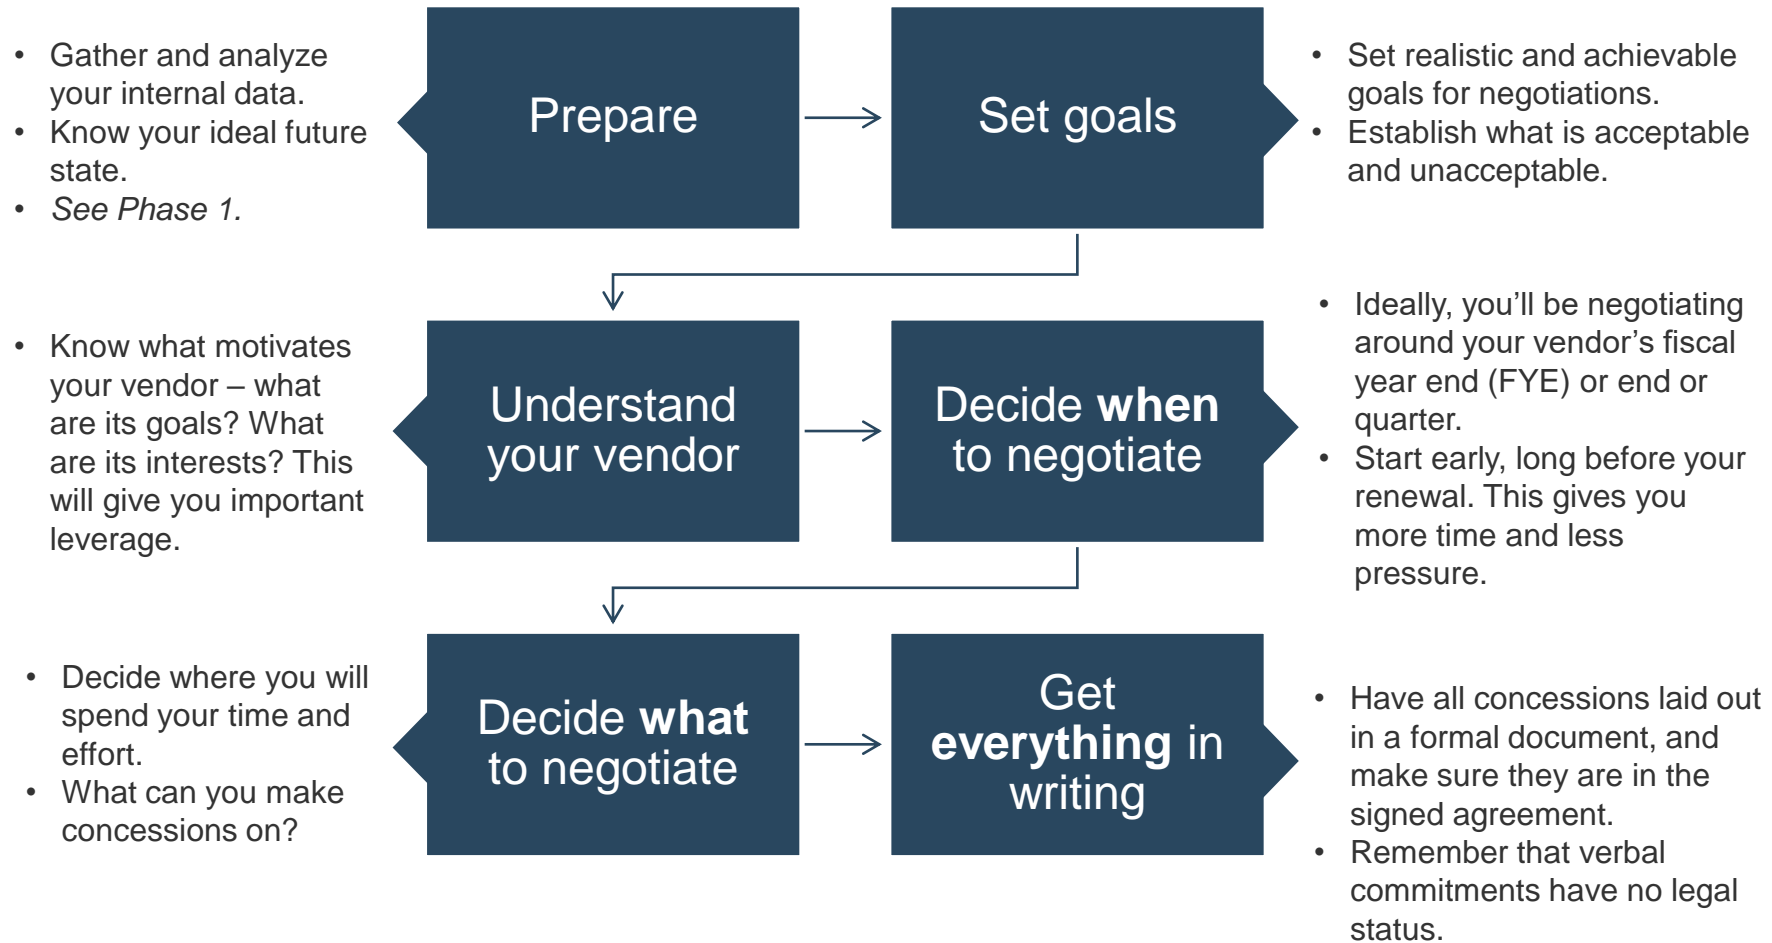 • Gather and analyze
your internal data.
• Know your ideal future
state.
• See Phase 1.
Prepare
Set goals
• Set realistic and achievable
goals for negotiations.
• Establish what is acceptable
and unacceptable.
• Know what motivates
your vendor – what
are its goals? What
are its interests? This
will give you important
leverage.
Understand
your vendor
Decide when
to negotiate
• Ideally, you’ll be negotiating
around your vendor’s fiscal
year end (FYE) or end or
quarter.
• Start early, long before your
renewal. This gives you
more time and less
pressure.
• Decide where you will
spend your time and
effort.
• What can you make
concessions on?
Decide what
to negotiate
Get
everything in
writing
• Have all concessions laid out
in a formal document, and
make sure they are in the
signed agreement.
• Remember that verbal
commitments have no legal
status.